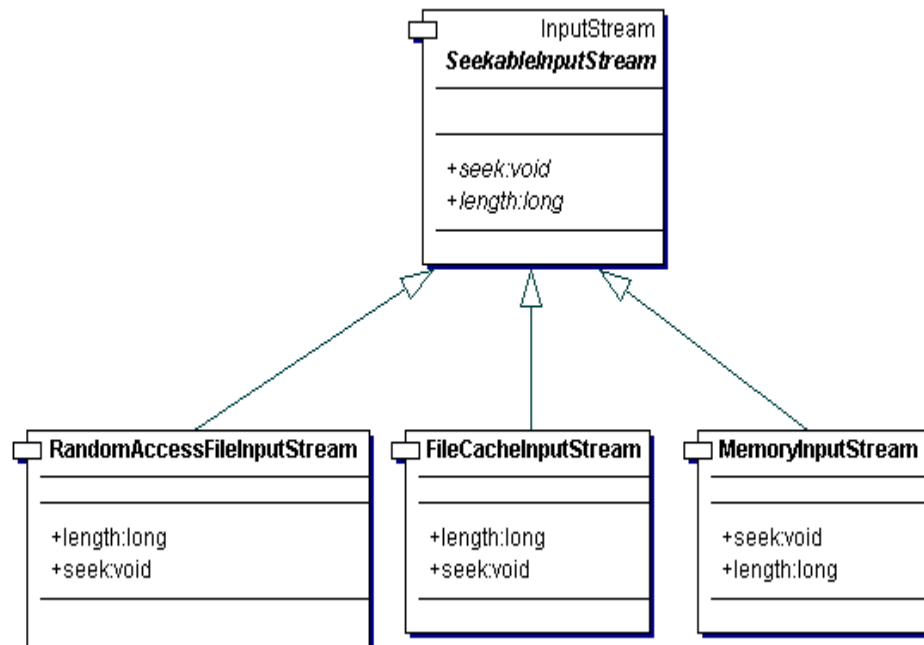 InputStream
SeekableInputStream
+seek:void
+length:long
RandomAccessFileInputStream
+length:long
+seek:void
FileCacheInputStream
+length:long
+seek:void
MemoryInputStream
+seek:void
+length:long